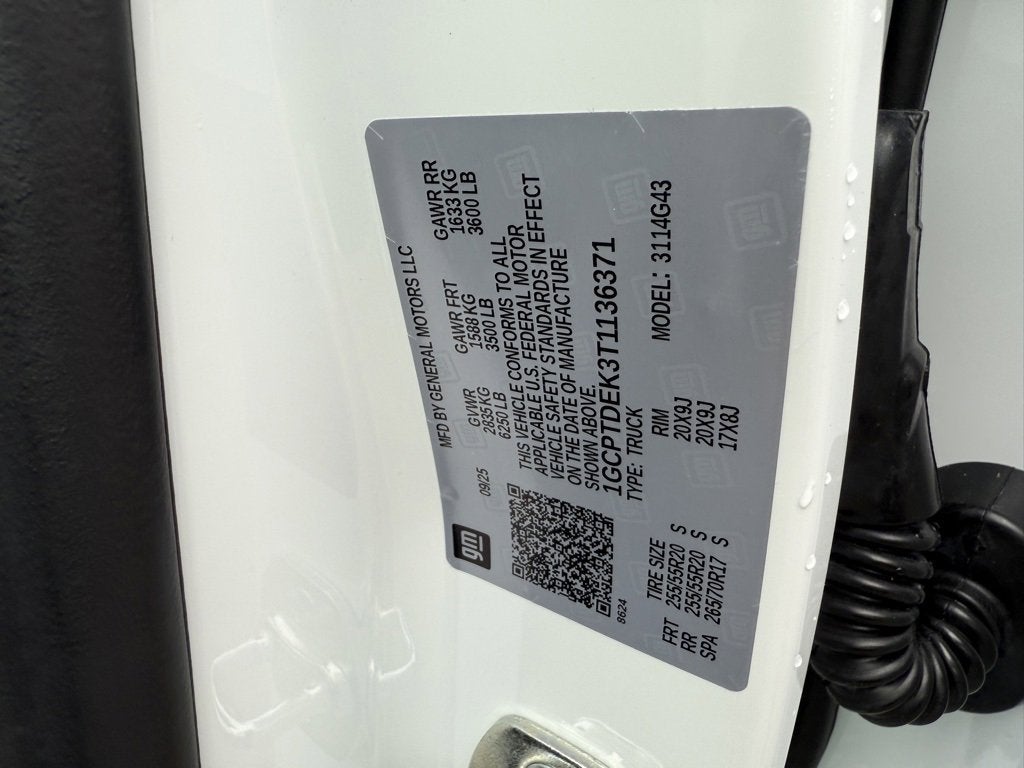 gm
09/25
MFD BY GENERAL MOTORS LLC
GVWR GAWR FRT GAWR RR
2835 KG 1588 KG 1633 KG
6250 LB 3500 LB 3600 LB
THIS VEHICLE CONFORMS TO ALL
APPLICABLE U.S. FEDERAL MOTOR
VEHICLE SAFETY STANDARDS IN EFFECT
ON THE DATE OF MANUFACTURE
SHOWN ABOVE.
1GCPTDEK3T1136371
TYPE: TRUCK MODEL: 3114G43
8624
TIRE SIZE RIM
FRT 255/55R20 S 20X9J
RR 255/55R20 S 20X9J
SPA 265/70R17 S 17X8J